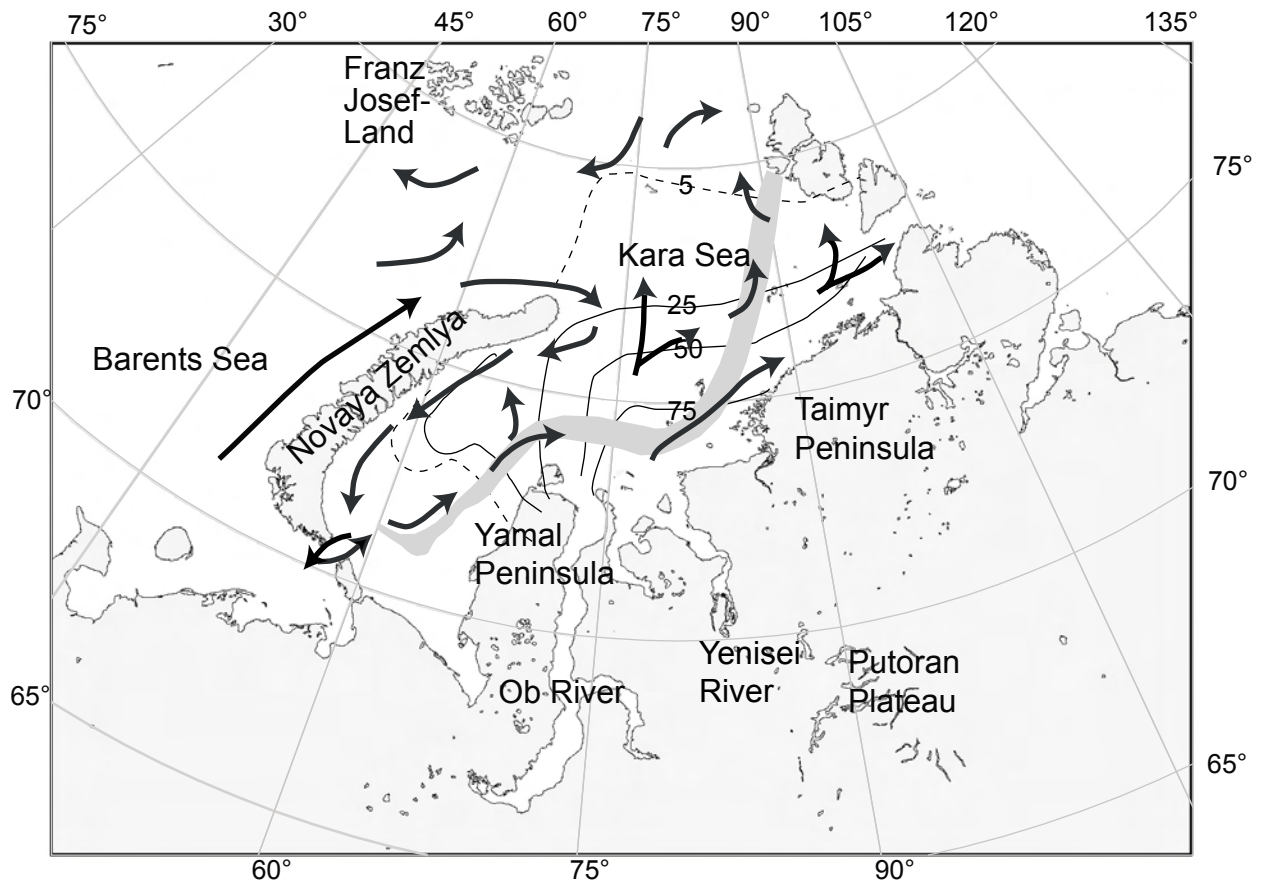 75° 30° 45° 60° 75° 90° 105° 120° 135°
Franz
Josef-
Land
75°
5
Kara Sea
25
50
Barents Sea
Novaya Zemlya
70°
75
Taimyr
Peninsula
70°
Yamal
Peninsula
Yenisei
River
Putoran
Plateau
Ob River
65°
65°
60° 75° 90°